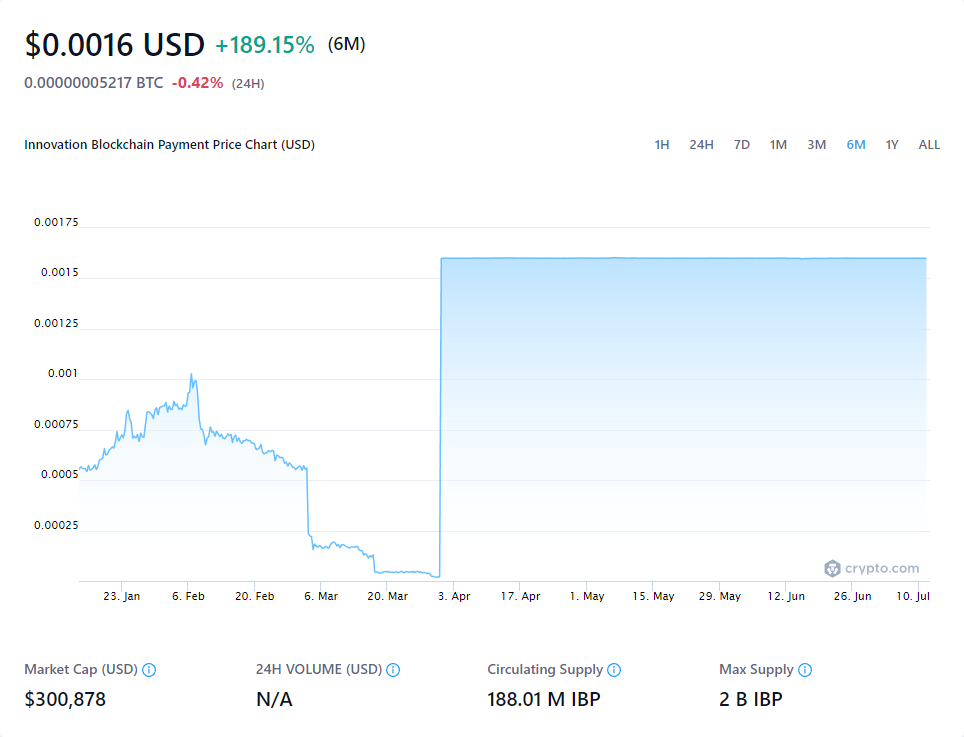 $0.0016 USD +189.15% (6M)
0.00000005217 BTC -0.42% (24H)
Innovation Blockchain Payment Price Chart (USD) 1H 24H 7D 1M 3M 6M 1Y ALL
0.00175
0.0015
0.00125
0.001
0.00075
0.0005
0.00025
crypto.com
23. Jan 6. Feb 20. Feb 6. Mar 20. Mar 3. Apr 17. Apr 1. May 15. May 29. May 12. Jun 26. Jun 10. Jul
Market Cap (USD) 24H VOLUME (USD) Circulating Supply Max Supply
$300,878 N/A 188.01 M IBP 2 B IBP